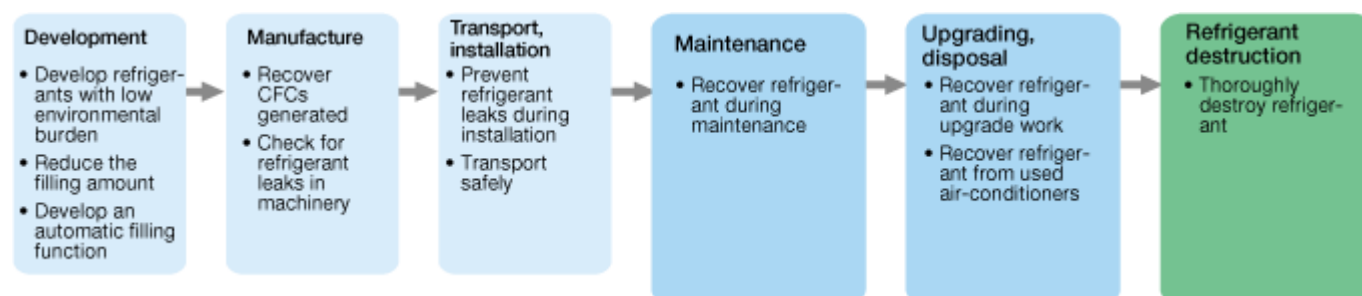 Development
• Develop refriger-
ants with low
environmental
burden
• Reduce the
filling amount
• Develop an
automatic filling
function
Manufacture
• Recover
CFCs
generated
• Check for
refrigerant
leaks in
machinery
Transport,
installation
• Prevent
refrigerant
leaks during
installation
• Transport
safely
Maintenance
• Recover refriger-
ant during
maintenance
Upgrading,
disposal
• Recover refriger-
ant during
upgrade work
• Recover refriger-
ant from used
air-conditioners
Refrigerant
destruction
• Thoroughly
destroy refriger-
ant